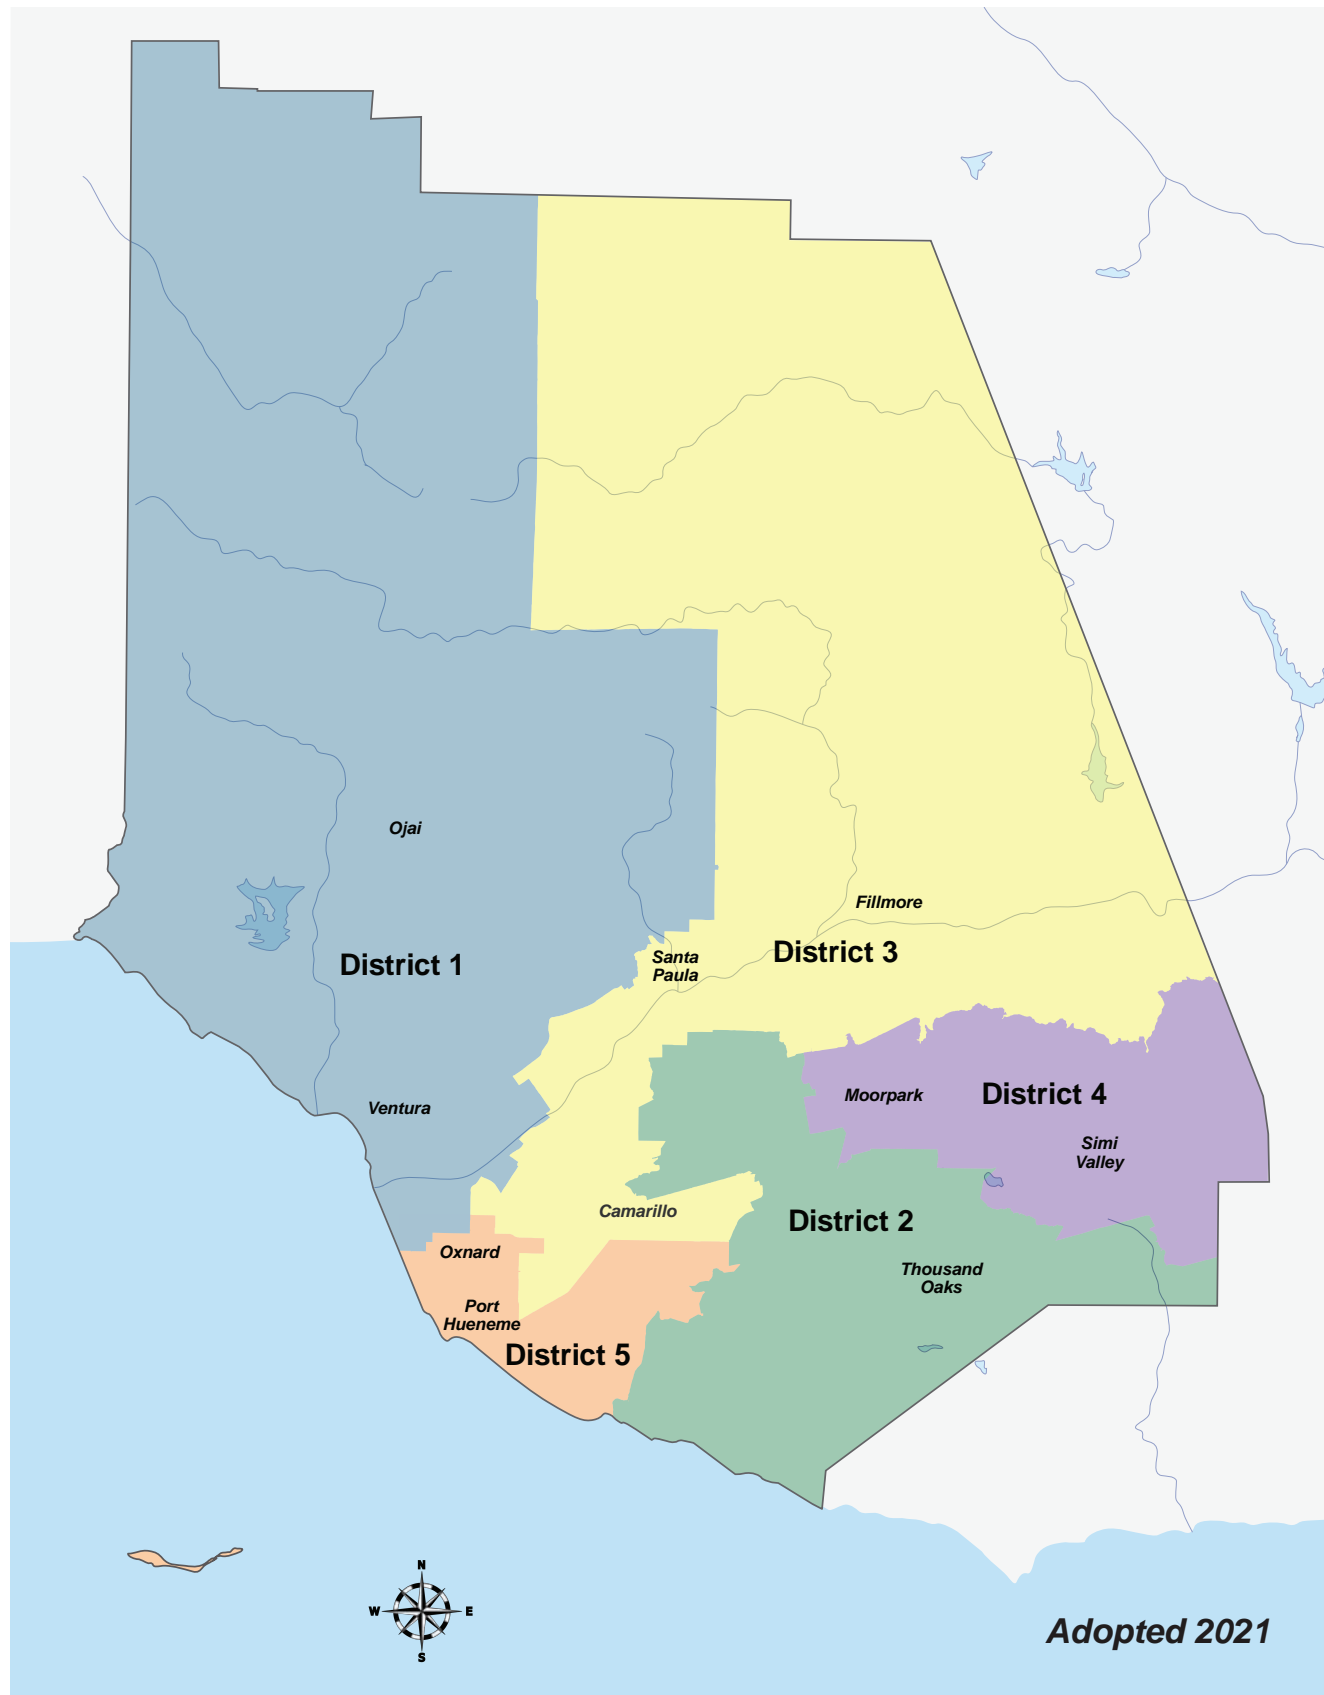 Ojai
Fillmore
District 3
Santa
Paula
District 1
Moorpark
District 4
Ventura
Simi
Valley
Camarillo
District 2
Oxnard
Thousand
Oaks
Port
Hueneme
District 5
N
W
E
S
Adopted 2021